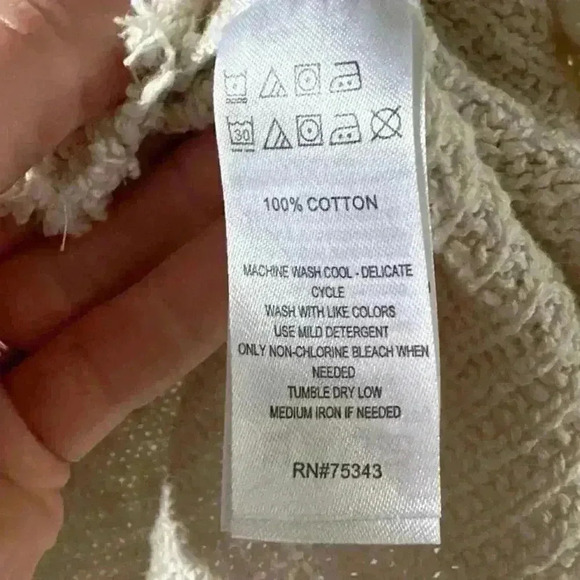 30
100% COTTON
MACHINE WASH COOL - DELICATE
CYCLE
WASH WITH LIKE COLORS
USE MILD DETERGENT
ONLY NON-CHLORINE BLEACH WHEN
NEEDED
TUMBLE DRY LOW
MEDIUM IRON IF NEEDED
RN#75343